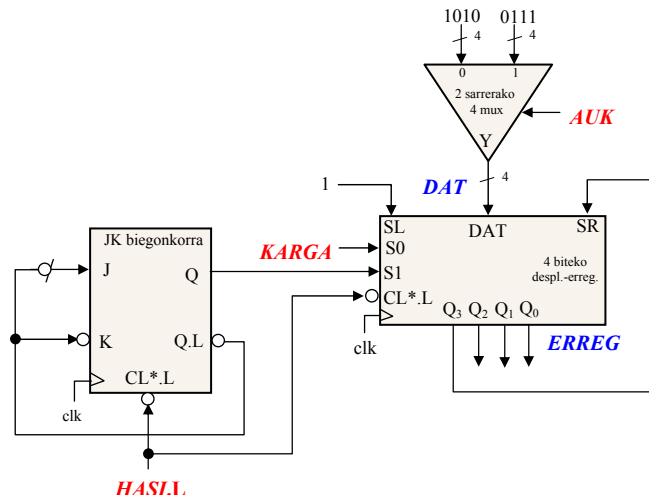 1010 0111
4 4
0 1
2 sarrerako
4 mux
AUK
Y
DAT
4
1
SL DAT SR
JK biegonkorra
KARGA
S0
4 biteko
despl.-erreg.
J Q
S1
CL*.L
K Q.L
clk
Q3 Q2 Q1 Q0
ERREG
CL*.L
clk
HASI.L